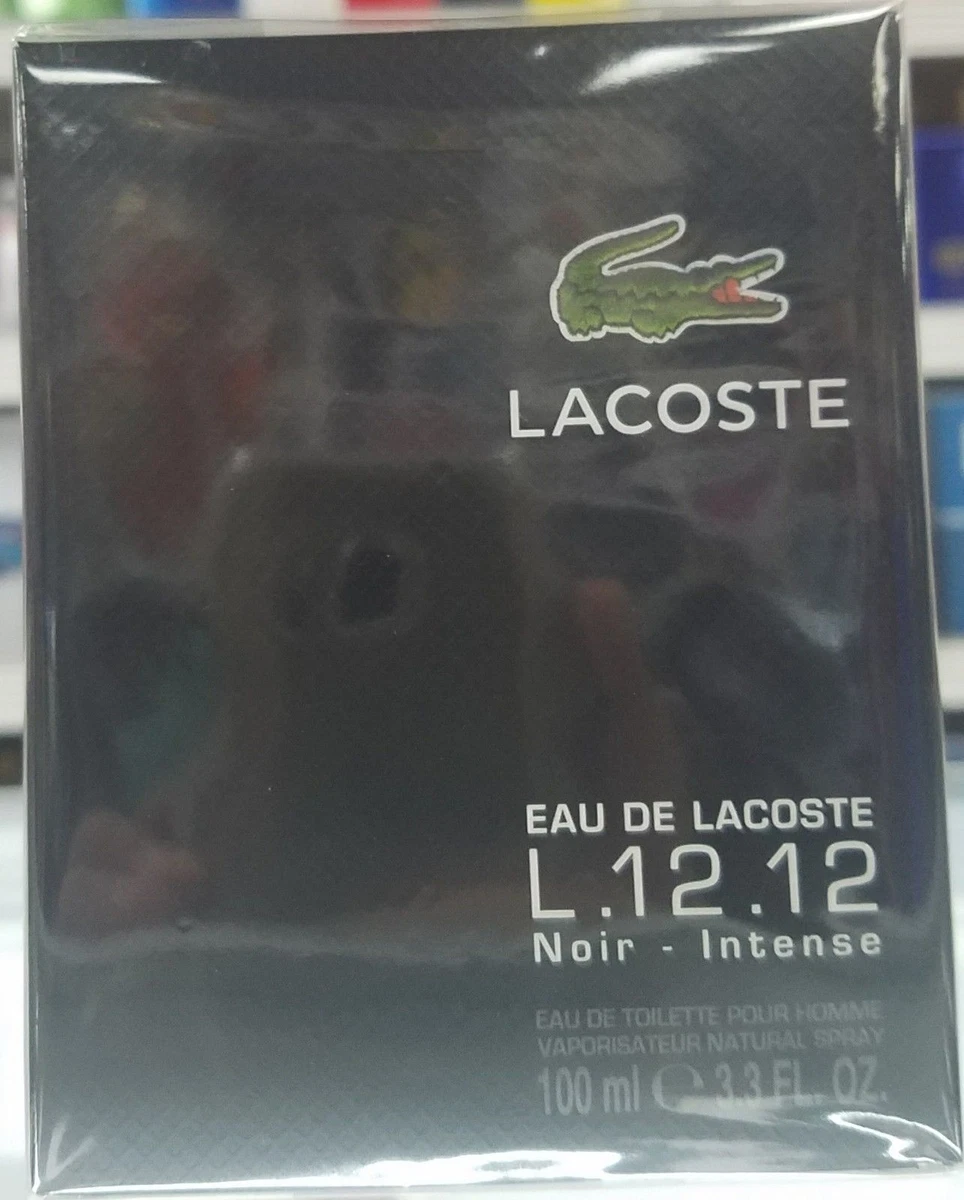 LACOSTE
EAU DE LACOSTE
L.12.12
Noir - Intense
EAU DE TOILETTE POUR HOMME
VAPORISATEUR NATURAL SPRAY
100 ml ℮ 3.3 FL. OZ.